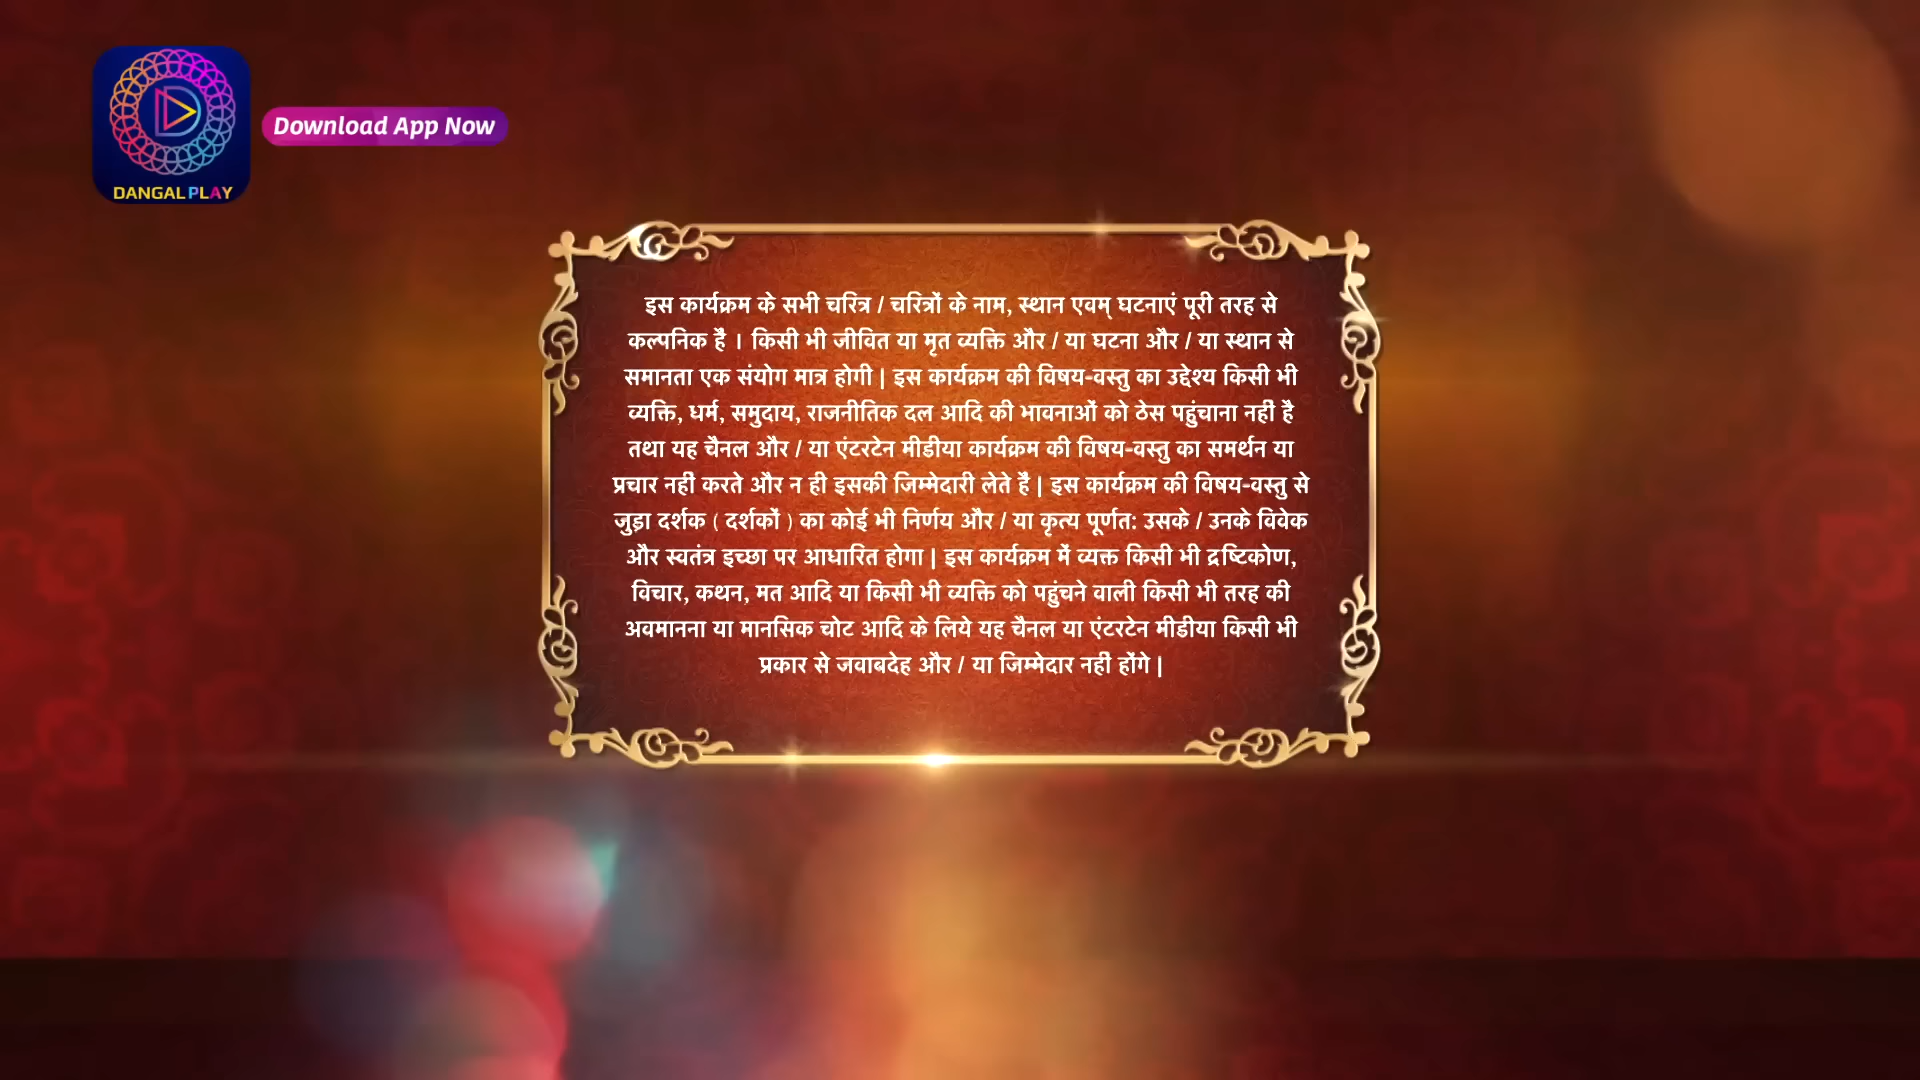 DANGAL PLAY
Download App Now
इस कार्यक्रम के सभी चरित्र / चरित्रों के नाम, स्थान एवम् घटनाएं पूरी तरह से
कल्पनिक है । किसी भी जीवित या मृत व्यक्ति और / या घटना और / या स्थान से
समानता एक संयोग मात्र होगी | इस कार्यक्रम की विषय-वस्तु का उद्देश्य किसी भी
व्यक्ति, धर्म, समुदाय, राजनीतिक दल आदि की भावनाओं को ठेस पहुंचाना नहीं है
तथा यह चैनल और / या एंटरटेन मीडीया कार्यक्रम की विषय-वस्तु का समर्थन या
प्रचार नहीं करते और न ही इसकी जिम्मेदारी लेते हैं | इस कार्यक्रम की विषय-वस्तु से
जुड़ा दर्शक ( दर्शकों ) का कोई भी निर्णय और / या कृत्य पूर्णत: उसके / उनके विवेक
और स्वतंत्र इच्छा पर आधारित होगा | इस कार्यक्रम में व्यक्त किसी भी द्रष्टिकोण,
विचार, कथन, मत आदि या किसी भी व्यक्ति को पहुंचने वाली किसी भी तरह की
अवमानना या मानसिक चोट आदि के लिये यह चैनल या एंटरटेन मीडीया किसी भी
प्रकार से जवाबदेह और / या जिम्मेदार नहीं होंगे |